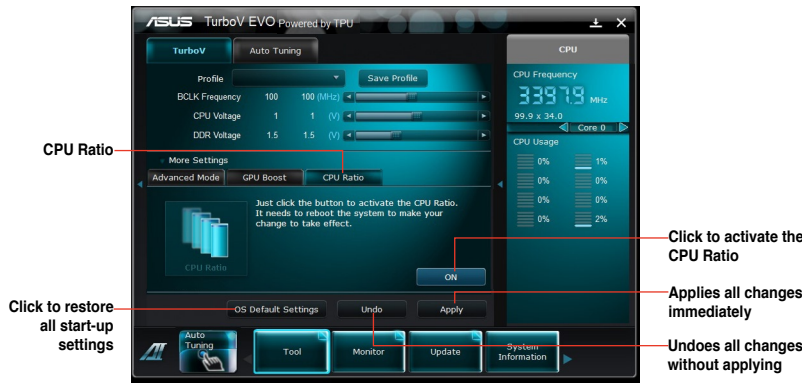 ASUS TurboV EVO Powered by TPU
TurboV
Auto Tuning
CPU
Profile
Save Profile
BCLK Frequency 100 100 (MHz)
CPU Voltage 1 1 (V)
DDR Voltage 1.5 1.5 (V)
CPU Frequency
3397.9 MHz
99.9 x 34.0
Core 0
CPU Usage
0% 1%
0% 0%
0% 0%
0% 2%
CPU Ratio
More Settings
Advanced Mode
GPU Boost
CPU Ratio
Just click the button to activate the CPU Ratio.
It needs to reboot the system to make your
change to take effect.
CPU Ratio
ON
Click to activate the
CPU Ratio
Applies all changes
immediately
Undoes all changes
without applying
Click to restore
all start-up
settings
OS Default Settings
Undo
Apply
Auto
Tuning
Tool
Monitor
Update
System
Information